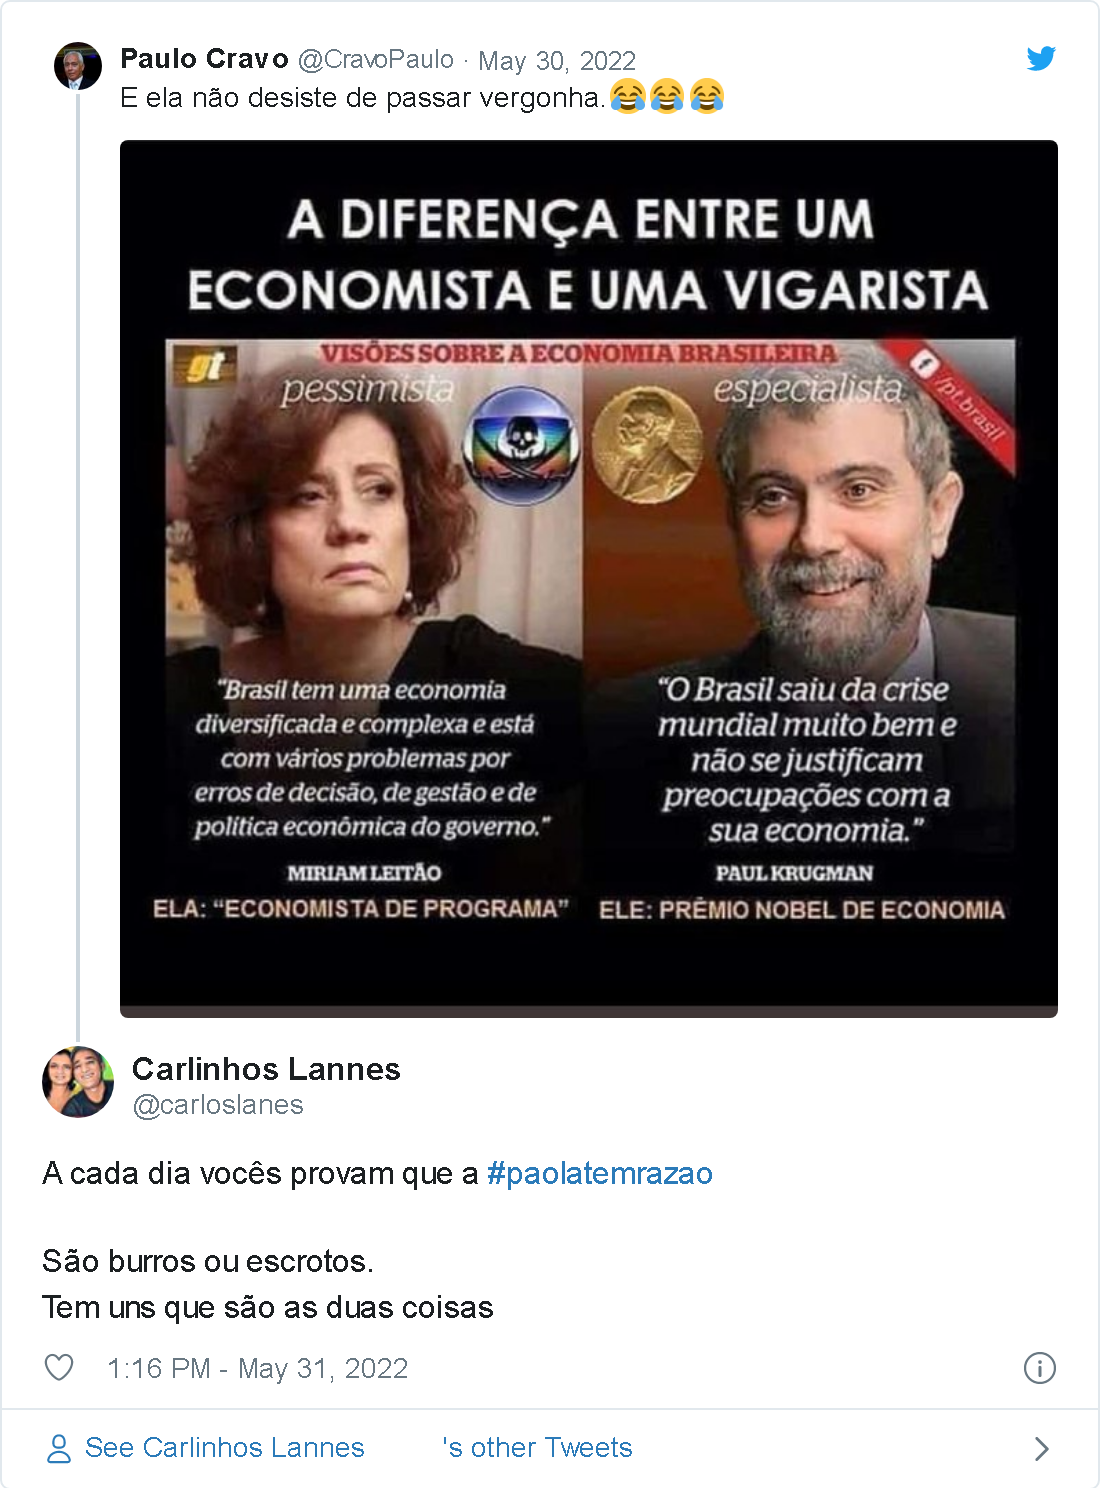 Paulo Cravo @CravoPaulo · May 30, 2022
E ela não desiste de passar vergonha.😂😂😂
A DIFERENÇA ENTRE UM
ECONOMISTA E UMA VIGARISTA
gt
VISÕES SOBRE A ECONOMIA BRASILEIRA
pessimista
especialista
f /pt.brasil
"Brasil tem uma economia
diversificada e complexa e está
com vários problemas por
erros de decisão, de gestão e de
política econômica do governo."
MIRIAM LEITÃO
ELA: "ECONOMISTA DE PROGRAMA"
"O Brasil saiu da crise
mundial muito bem e
não se justificam
preocupações com a
sua economia."
PAUL KRUGMAN
ELE: PRÊMIO NOBEL DE ECONOMIA
Carlinhos Lannes
@carloslanes
A cada dia vocês provam que a #paolatemrazao
São burros ou escrotos.
Tem uns que são as duas coisas
1:16 PM - May 31, 2022
See Carlinhos Lannes 's other Tweets